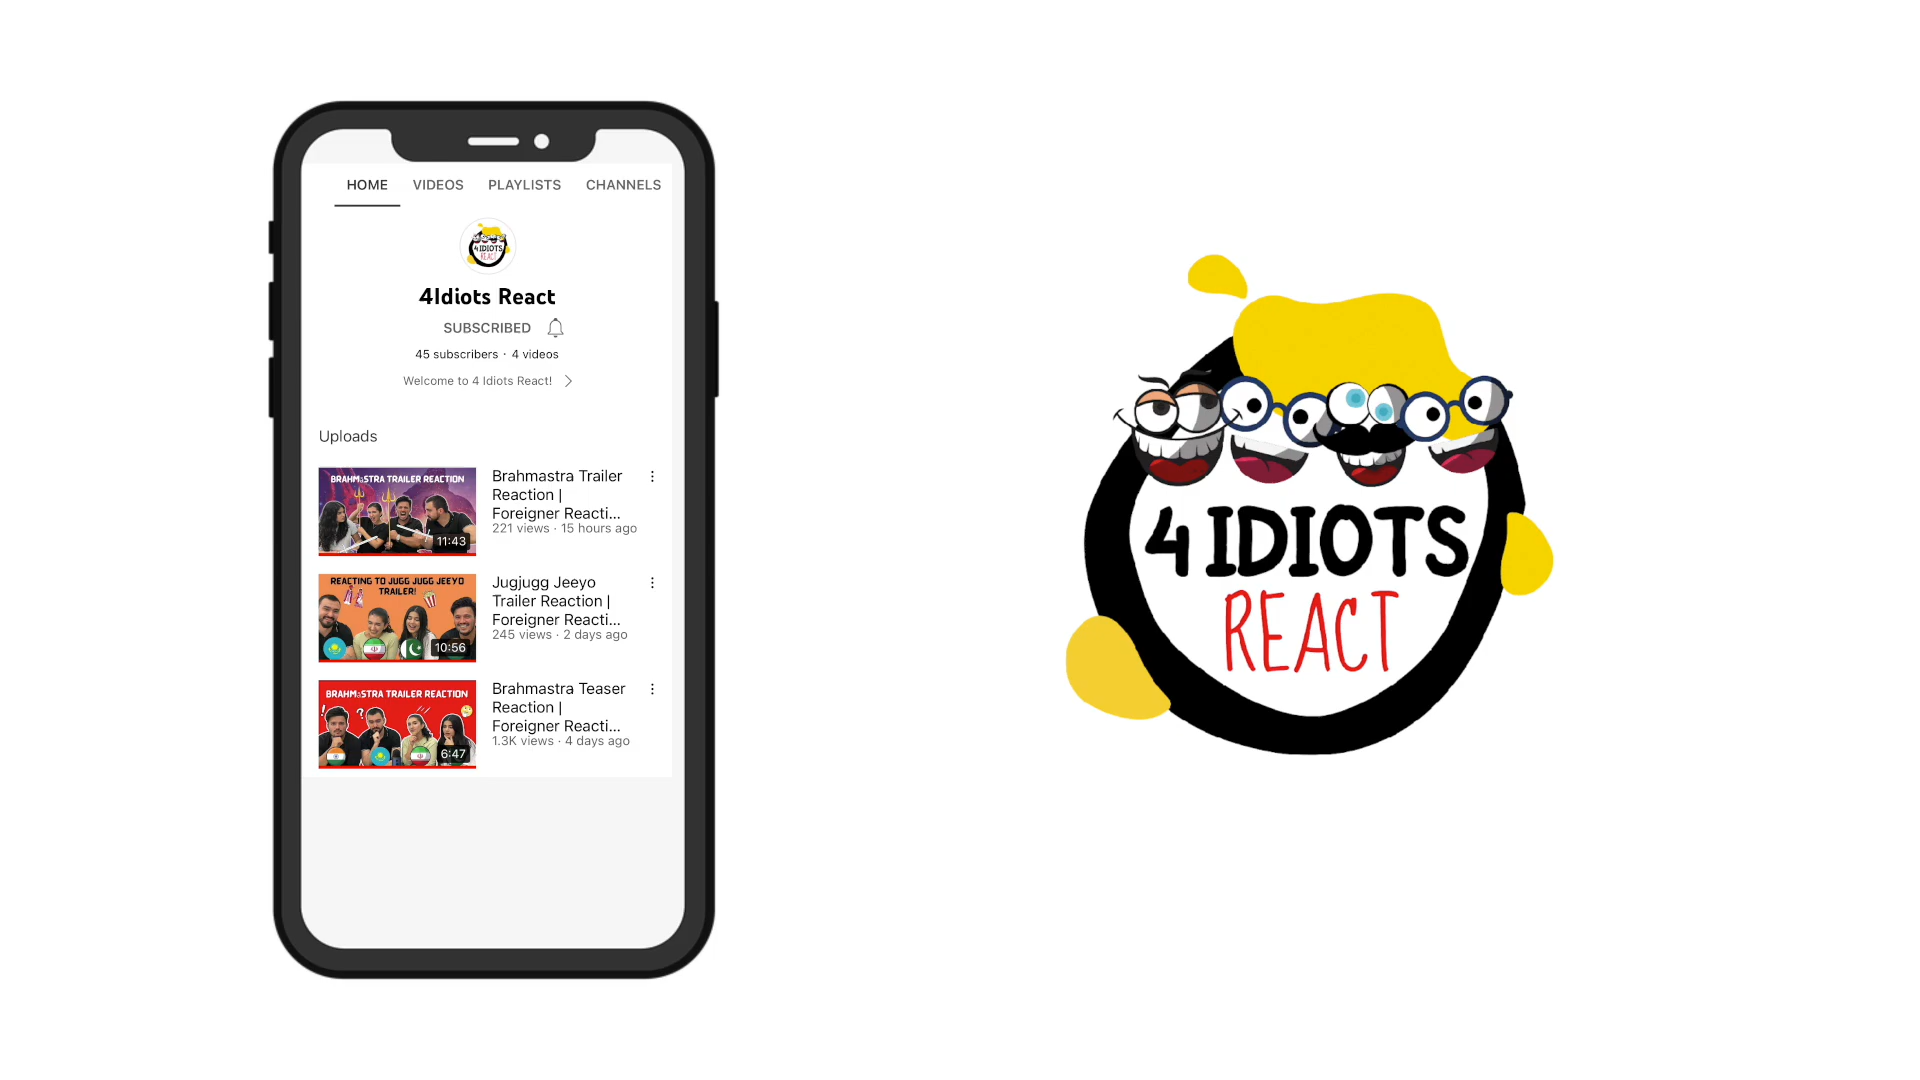 HOME VIDEOS PLAYLISTS CHANNELS
4 IDIOTS
REACT
4Idiots React
SUBSCRIBED
45 subscribers · 4 videos
Welcome to 4 Idiots React!
Uploads
BRAHMaSTRA TRAILER REACTION
11:43
Brahmastra Trailer
Reaction |
Foreigner Reacti...
221 views · 15 hours ago
REACTING TO JUGG JUGG JEEYO
TRAILER!
10:56
Jugjugg Jeeyo
Trailer Reaction |
Foreigner Reacti...
245 views · 2 days ago
BRAHMaSTRA TRAILER REACTION
6:47
Brahmastra Teaser
Reaction |
Foreigner Reacti...
1.3K views · 4 days ago
4 IDIOTS
REACT